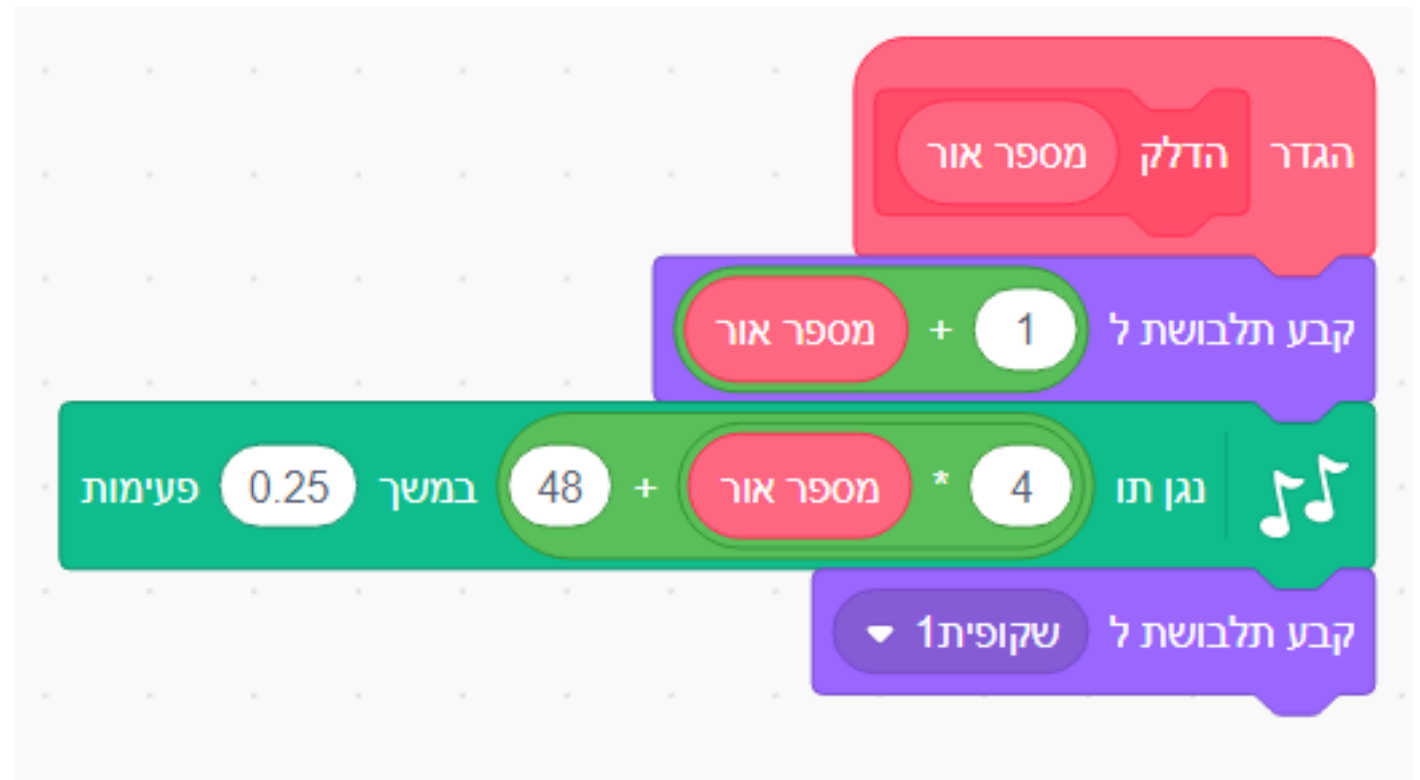 הגדר הדלק מספר אור
קבע תלבושת ל 1 + מספר אור
נגן תו 4 * מספר אור + 48 במשך 0.25 פעימות
קבע תלבושת ל שקופית1